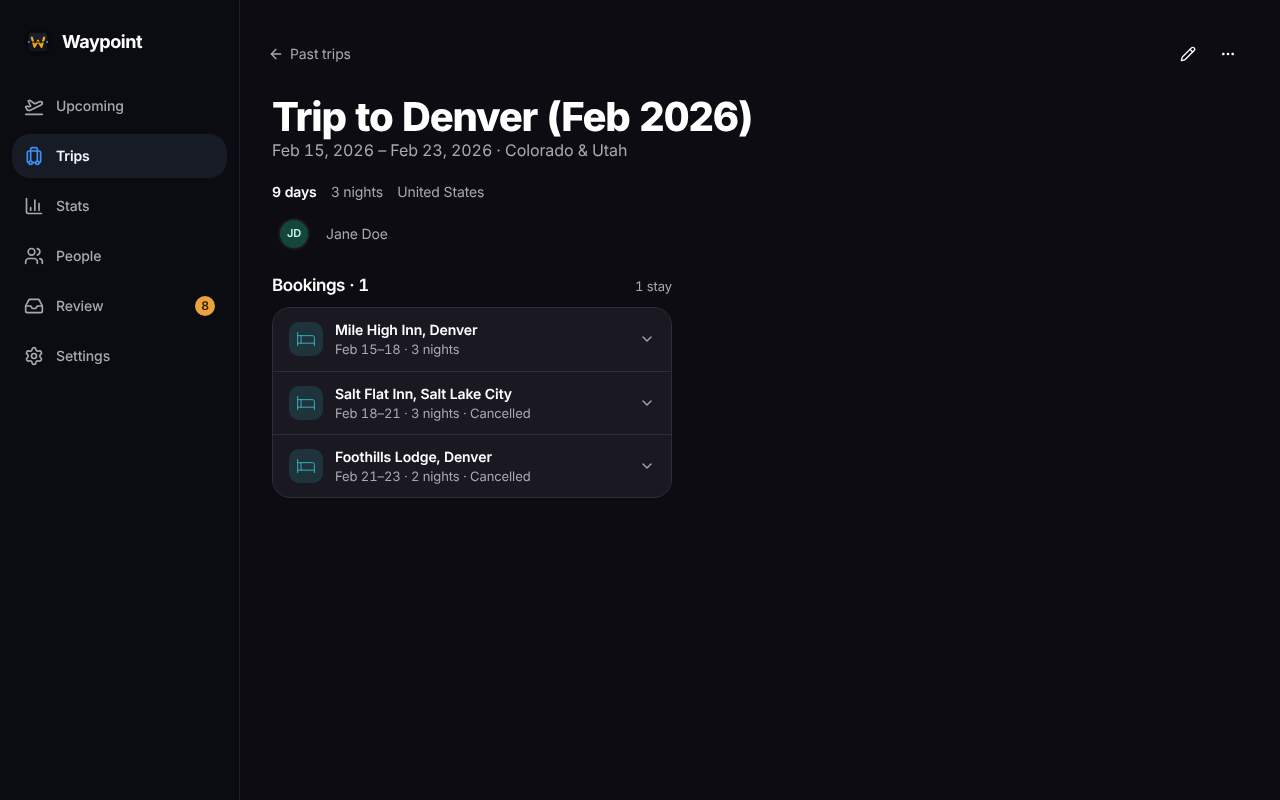 Waypoint
Upcoming
Trips
Stats
People
Review 8
Settings
Past trips
Trip to Denver (Feb 2026)
Feb 15, 2026 – Feb 23, 2026 · Colorado & Utah
9 days 3 nights United States
JD Jane Doe
Bookings · 1 1 stay
Mile High Inn, Denver
Feb 15–18 · 3 nights
Salt Flat Inn, Salt Lake City
Feb 18–21 · 3 nights · Cancelled
Foothills Lodge, Denver
Feb 21–23 · 2 nights · Cancelled